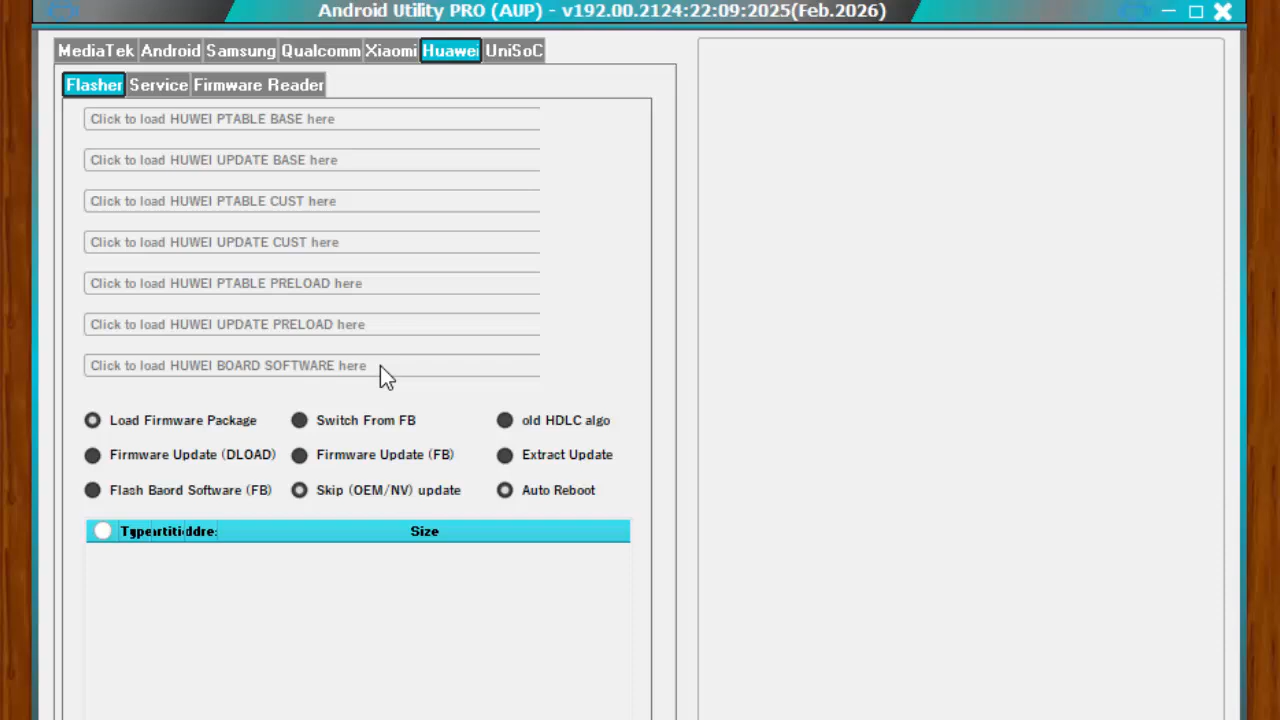 Android Utility PRO (AUP) - v192.00.2124:22:09:2025(Feb.2026)
MediaTek Android Samsung Qualcomm Xiaomi Huawei UniSoC
Flasher Service Firmware Reader
Click to load HUWEI PTABLE BASE here
Click to load HUWEI UPDATE BASE here
Click to load HUWEI PTABLE CUST here
Click to load HUWEI UPDATE CUST here
Click to load HUWEI PTABLE PRELOAD here
Click to load HUWEI UPDATE PRELOAD here
Click to load HUWEI BOARD SOFTWARE here
Load Firmware Package Switch From FB old HDLC algo
Firmware Update (DLOAD) Firmware Update (FB) Extract Update
Flash Baord Software (FB) Skip (OEM/NV) update Auto Reboot
Size